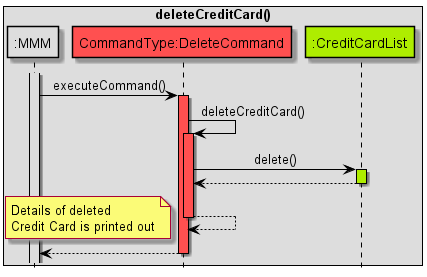 deleteCreditCard()
:MMM
CommandType:DeleteCommand
:CreditCardList
executeCommand()
deleteCreditCard()
delete()
Details of deleted
Credit Card is printed out